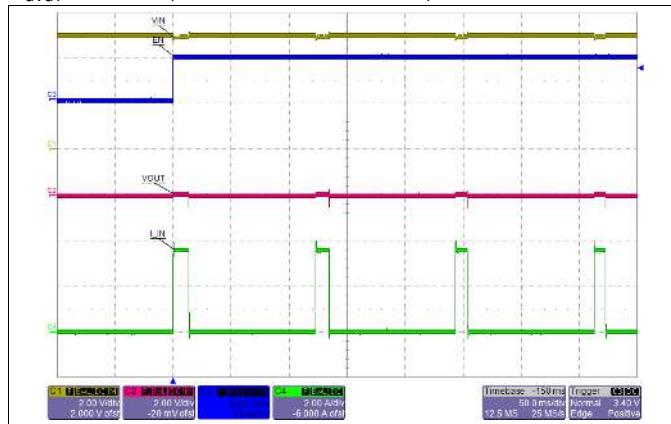 VIN
EN
VOUT
I_IN
C1
C2
C4
2.00 V/div
2.000 V ofst
2.00 V/div
-20 mV ofst
2.00 A/div
-6.000 A ofst
Timebase -150 ms
50.0 ms/div
12.5 MS 25 MS/s
Trigger C3 DC
Normal 3.40 V
Edge Positive